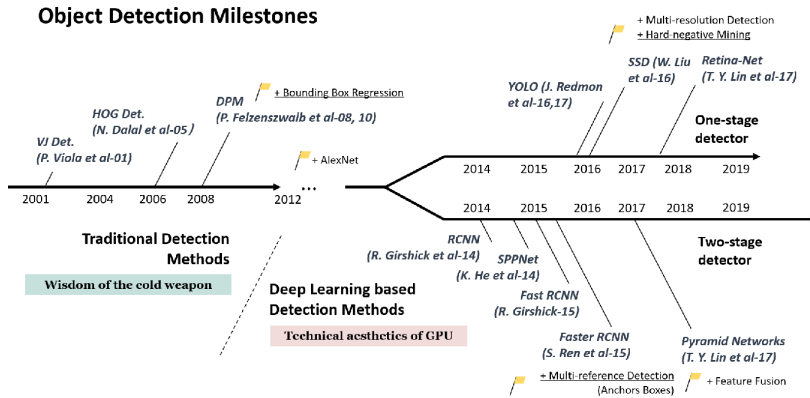 Object Detection Milestones
+ Multi-resolution Detection
+ Hard-negative Mining
SSD (W. Liu
et al-16)
Retina-Net
(T. Y. Lin et al-17)
YOLO (J. Redmon
et al-16,17)
+ Bounding Box Regression
DPM
(P. Felzenszwalb et al-08, 10)
HOG Det.
(N. Dalal et al-05)
VJ Det.
(P. Viola et al-01)
One-stage
detector
+ AlexNet
2014 2015 2016 2017 2018 2019
...
2001 2004 2006 2008 2012
2014 2015 2016 2017 2018 2019
Traditional Detection
Methods
Wisdom of the cold weapon
RCNN
(R. Girshick et al-14)
SPPNet
(K. He et al-14)
Two-stage
detector
Deep Learning based
Detection Methods
Technical aesthetics of GPU
Fast RCNN
(R. Girshick-15)
Faster RCNN
(S. Ren et al-15)
Pyramid Networks
(T. Y. Lin et al-17)
+ Multi-reference Detection
(Anchors Boxes)
+ Feature Fusion